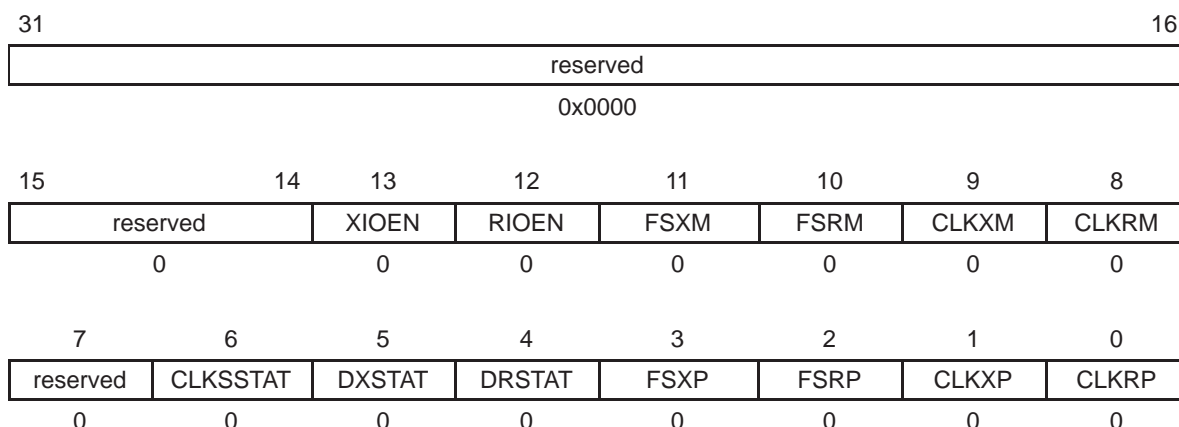 31 16
reserved
0x0000
15 14 13 12 11 10 9 8
reserved XIOEN RIOEN FSXM FSRM CLKXM CLKRM
0 0 0 0 0 0 0
7 6 5 4 3 2 1 0
reserved CLKSSTAT DXSTAT DRSTAT FSXP FSRP CLKXP CLKRP
0 0 0 0 0 0 0 0